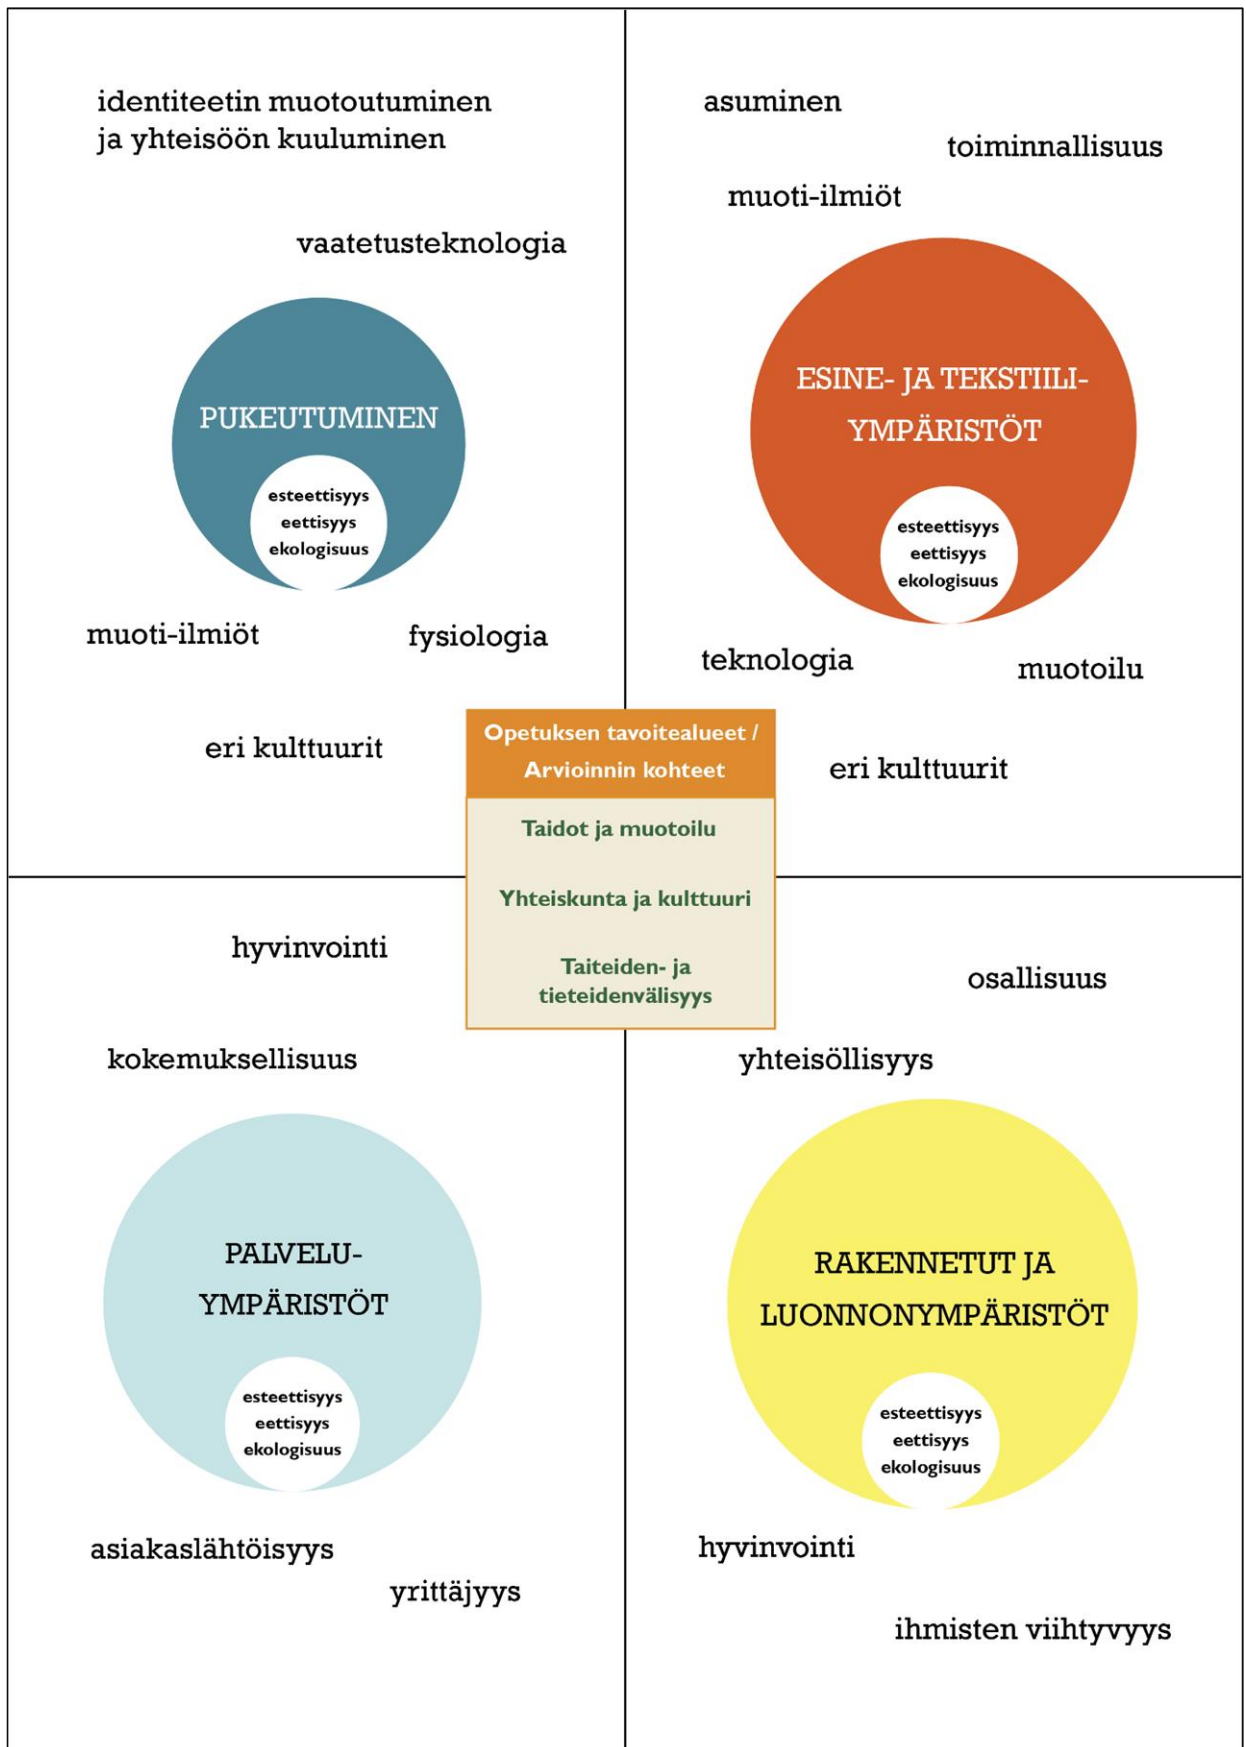 identiteetin muotoutuminen
ja yhteisöön kuuluminen
vaatetusteknologia
PUKEUTUMINEN
esteettisyys
eettisyys
ekologisuus
muoti-ilmiöt
fysiologia
eri kulttuurit
asuminen
toiminnallisuus
muoti-ilmiöt
ESINE- JA TEKSTIILI-
YMPÄRISTÖT
esteettisyys
eettisyys
ekologisuus
teknologia
muotoilu
eri kulttuurit
Opetuksen tavoitealueet /
Arvioinnin kohteet
Taidot ja muotoilu
Yhteiskunta ja kulttuuri
Taiteiden- ja
tieteidenvälisyys
hyvinvointi
kokemuksellisuus
PALVELU-
YMPÄRISTÖT
esteettisyys
eettisyys
ekologisuus
asiakaslähtöisyys
yrittäjyys
osallisuus
yhteisöllisyys
RAKENNETUT JA
LUONNONYMPÄRISTÖT
esteettisyys
eettisyys
ekologisuus
hyvinvointi
ihmisten viihtyvyys